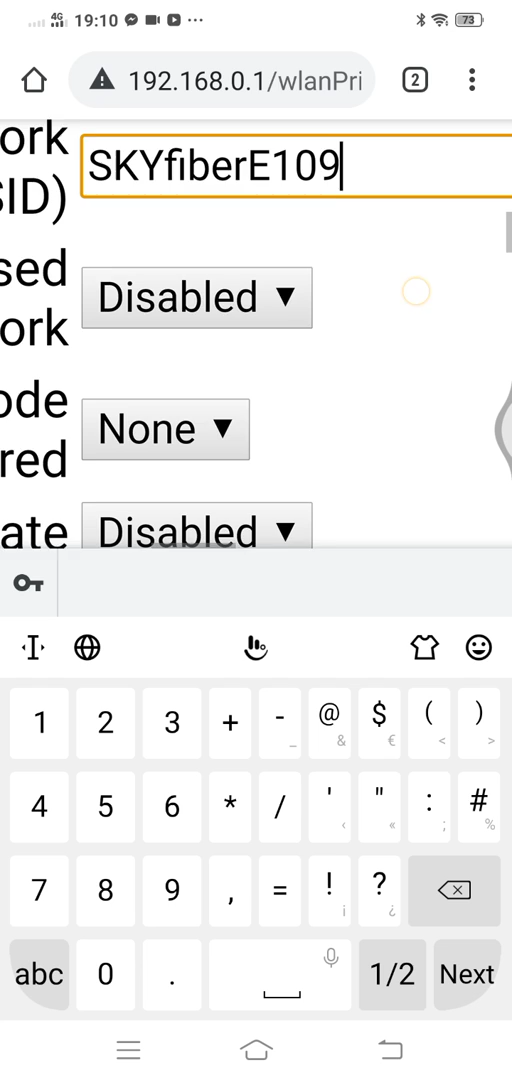 4G 19:10 73
192.168.0.1/wlanPri 2
ork SKYfiberE109
SID)
sed Disabled ▼
ork
ode None ▼
red
ate Disabled ▼
1 2 3 + - _ @ & $ € ( < ) >
4 5 6 * / ' ‹ " « : ; # %
7 8 9 , = ! ¡ ? ¿
abc 0 . 1/2 Next